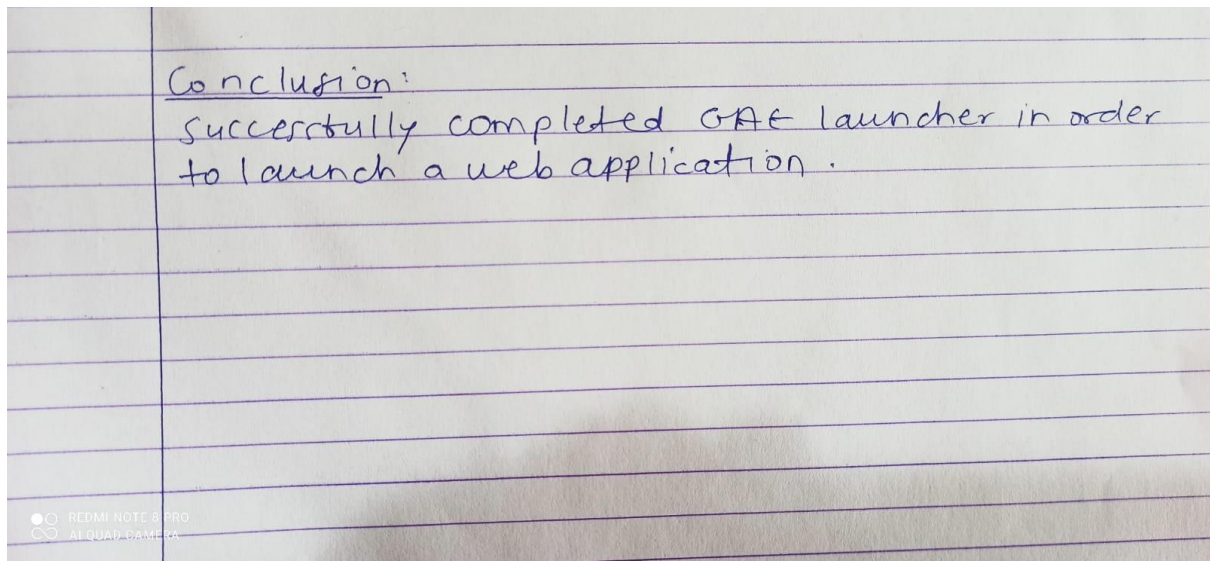 Conclusion:
Successfully completed GAE launcher in order
to launch a web application.
REDMI NOTE 8 PRO
AI QUAD CAMERA